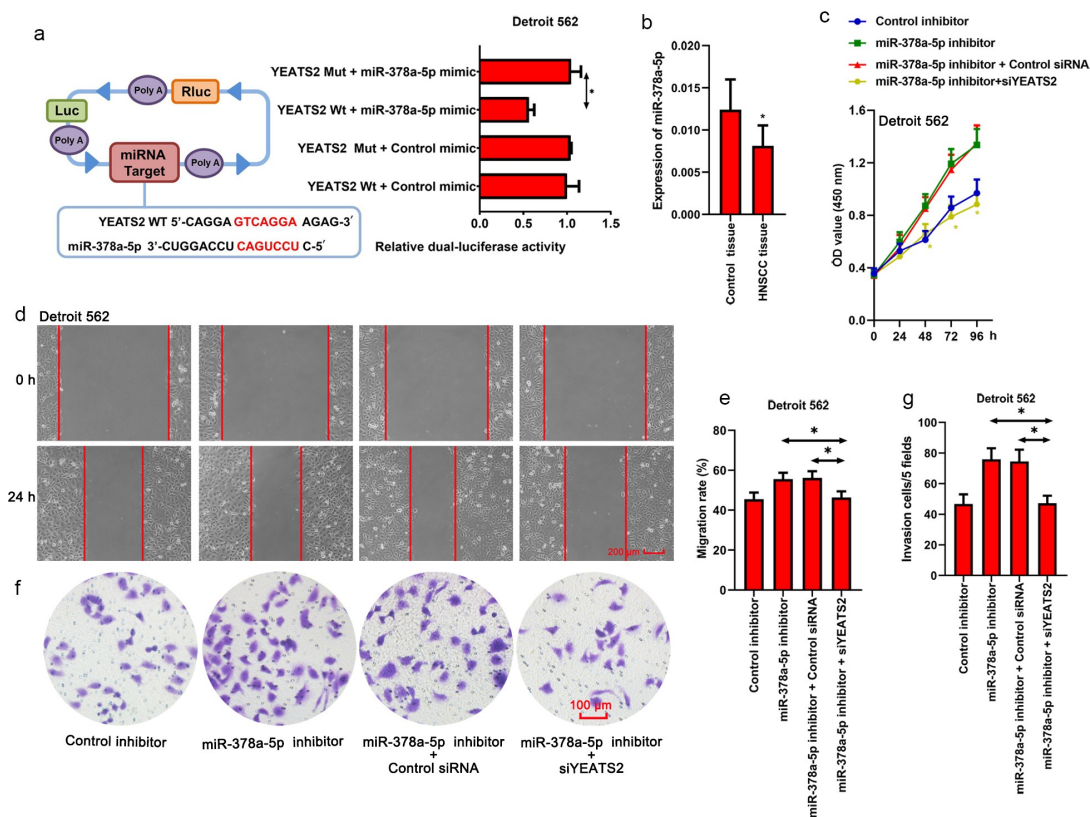 a
Detroit 562
Poly A
Rluc
Luc
Poly A
miRNA
Target
Poly A
YEATS2 WT 5'-CAGGA GTCAGGA AGAG-3'
miR-378a-5p 3'-CUGGACCU CAGUCCU C-5'
YEATS2 Mut + miR-378a-5p mimic
YEATS2 Wt + miR-378a-5p mimic
YEATS2 Mut + Control mimic
YEATS2 Wt + Control mimic
*
0.0 0.5 1.0 1.5
Relative dual-luciferase activity
b
Expression of miR-378a-5p
0.020
0.015
0.010
0.005
0.000
*
Control tissue
HNSCC tissue
c
Control inhibitor
miR-378a-5p inhibitor
miR-378a-5p inhibitor + Control siRNA
miR-378a-5p inhibitor+siYEATS2
Detroit 562
OD value (450 nm)
1.6
1.2
0.8
0.4
0.0
* * *
0 24 48 72 96 h
d
Detroit 562
0 h
24 h
200 μm
e
Detroit 562
Migration rate (%)
80
60
40
20
0
*
*
Control inhibitor
miR-378a-5p inhibitor
miR-378a-5p inhibitor + Control siRNA
miR-378a-5p inhibitor + siYEATS2
f
100 μm
Control inhibitor
miR-378a-5p inhibitor
miR-378a-5p inhibitor
+
Control siRNA
miR-378a-5p inhibitor
+
siYEATS2
g
Detroit 562
Invasion cells/5 fields
100
80
60
40
20
0
*
*
Control inhibitor
miR-378a-5p inhibitor
miR-378a-5p inhibitor + Control siRNA
miR-378a-5p inhibitor + siYEATS2